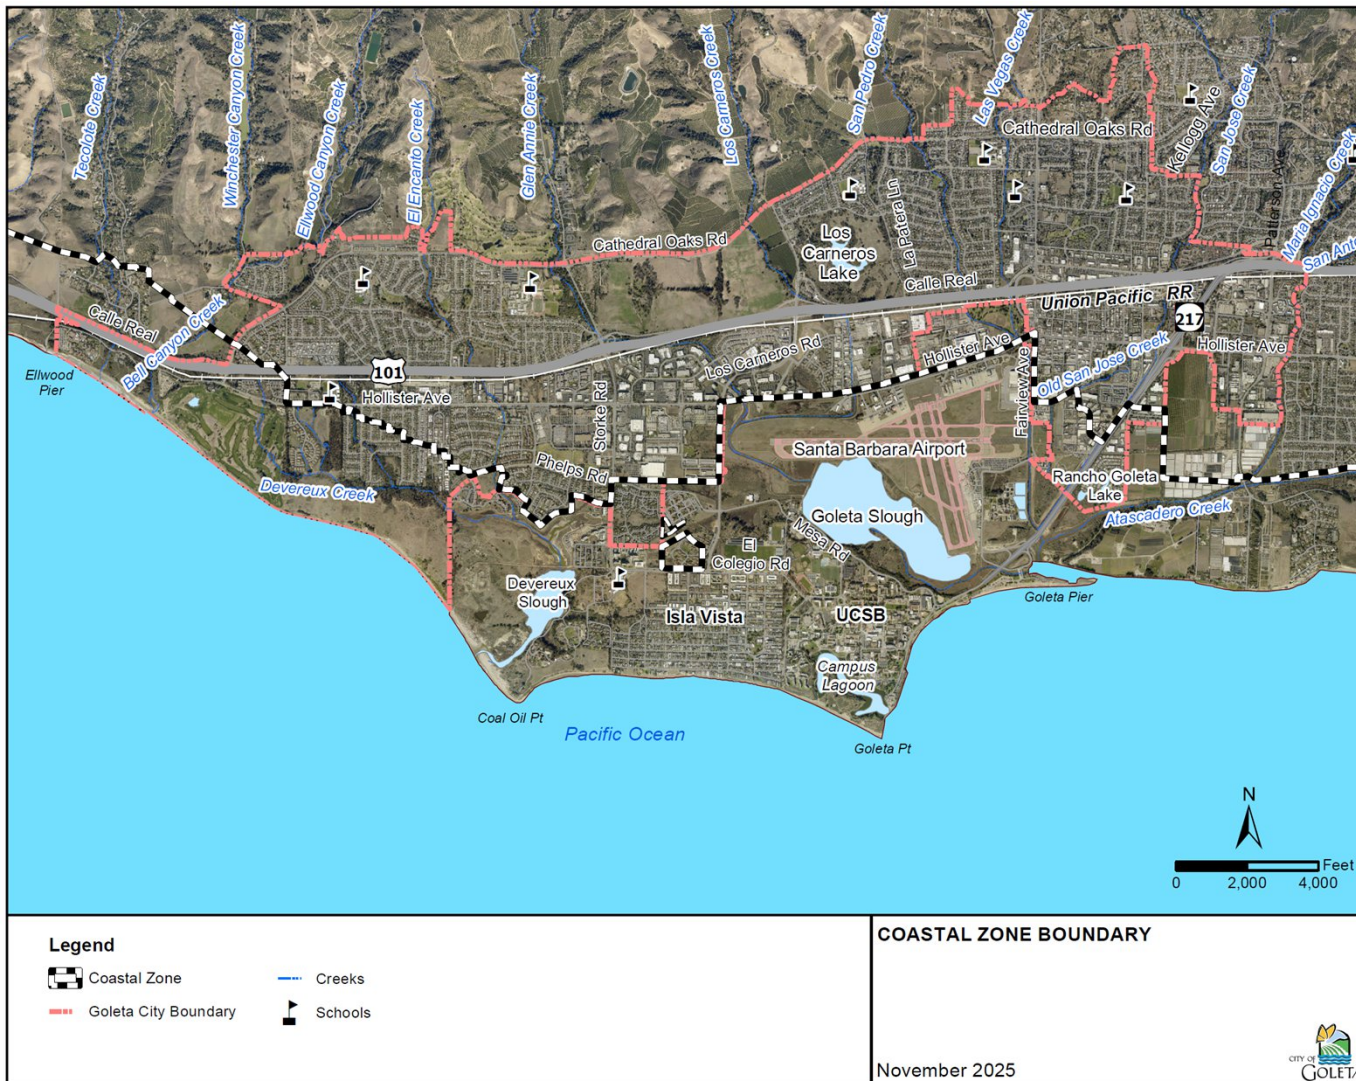 Tecolote Creek
Winchester Canyon Creek
Ellwood Canyon Creek
El Encanto Creek
Glen Annie Creek
Los Carneros Creek
San Pedro Creek
Las Vegas Creek
Cathedral Oaks Rd
Kellogg Ave
San Jose Creek
Patterson Ave
Maria Ignacio Creek
San Anto
La Patera Ln
Los
Carneros
Lake
Cathedral Oaks Rd
Calle Real
Union Pacific RR
217
Calle Real
Bell Canyon Creek
Ellwood
Pier
101
Hollister Ave
Los Carneros Rd
Hollister Ave
Hollister Ave
Old San Jose Creek
Fairview Ave
Storke Rd
Phelps Rd
Santa Barbara Airport
Rancho Goleta
Lake
Devereux Creek
Goleta Slough
Atascadero Creek
Mesa Rd
El
Colegio Rd
Devereux
Slough
Goleta Pier
Isla Vista
UCSB
Campus
Lagoon
Coal Oil Pt
Pacific Ocean
Goleta Pt
N
Feet
0 2,000 4,000
Legend
Coastal Zone
Creeks
Goleta City Boundary
Schools
COASTAL ZONE BOUNDARY
November 2025
CITY OF
GOLETA